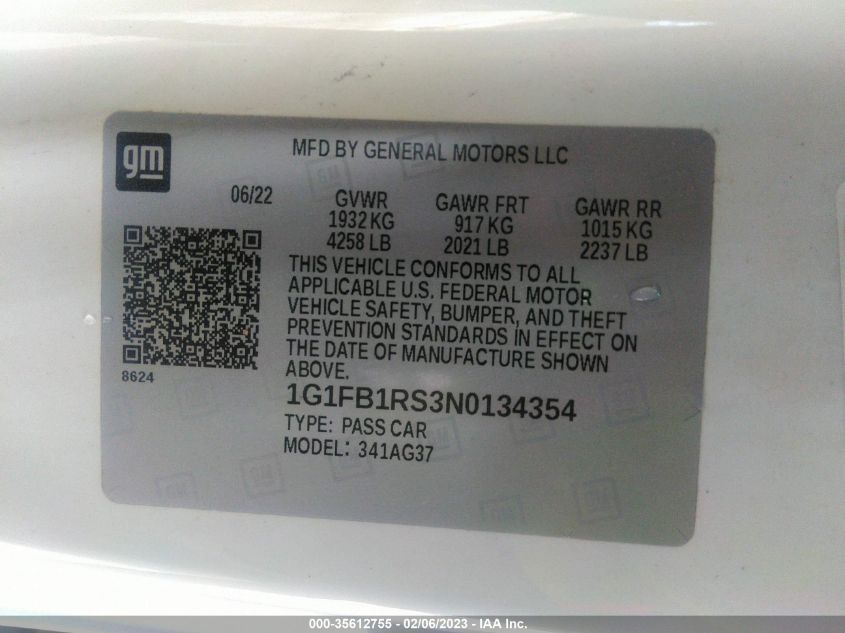 gm
MFD BY GENERAL MOTORS LLC
06/22 GVWR GAWR FRT GAWR RR
1932 KG 917 KG 1015 KG
4258 LB 2021 LB 2237 LB
THIS VEHICLE CONFORMS TO ALL
APPLICABLE U.S. FEDERAL MOTOR
VEHICLE SAFETY, BUMPER, AND THEFT
PREVENTION STANDARDS IN EFFECT ON
THE DATE OF MANUFACTURE SHOWN
ABOVE.
8624
1G1FB1RS3N0134354
TYPE: PASS CAR
MODEL: 341AG37
000-35612755 - 02/06/2023 - IAA Inc.